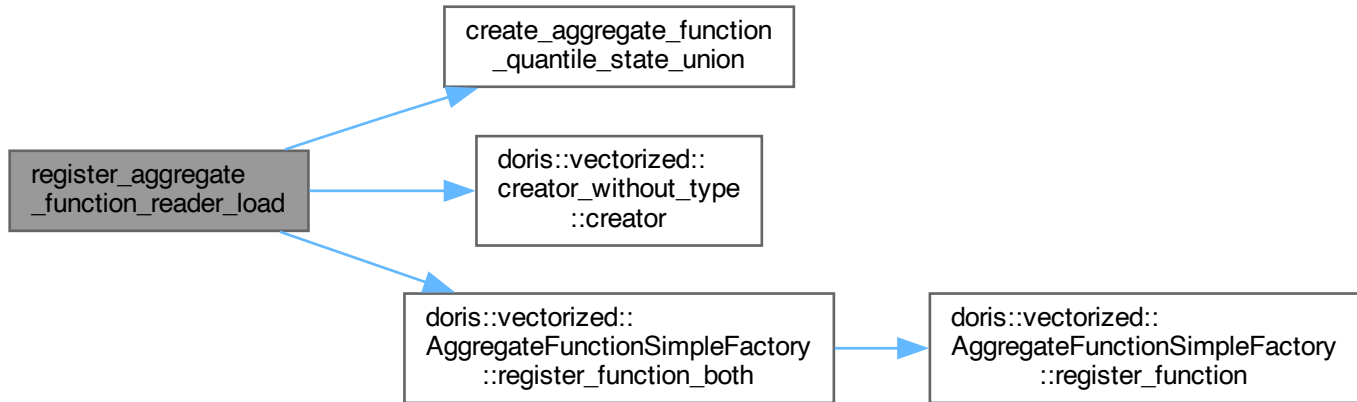 create_aggregate_function
_quantile_state_union
register_aggregate
_function_reader_load
doris::vectorized::
creator_without_type
::creator
doris::vectorized::
AggregateFunctionSimpleFactory
::register_function_both
doris::vectorized::
AggregateFunctionSimpleFactory
::register_function